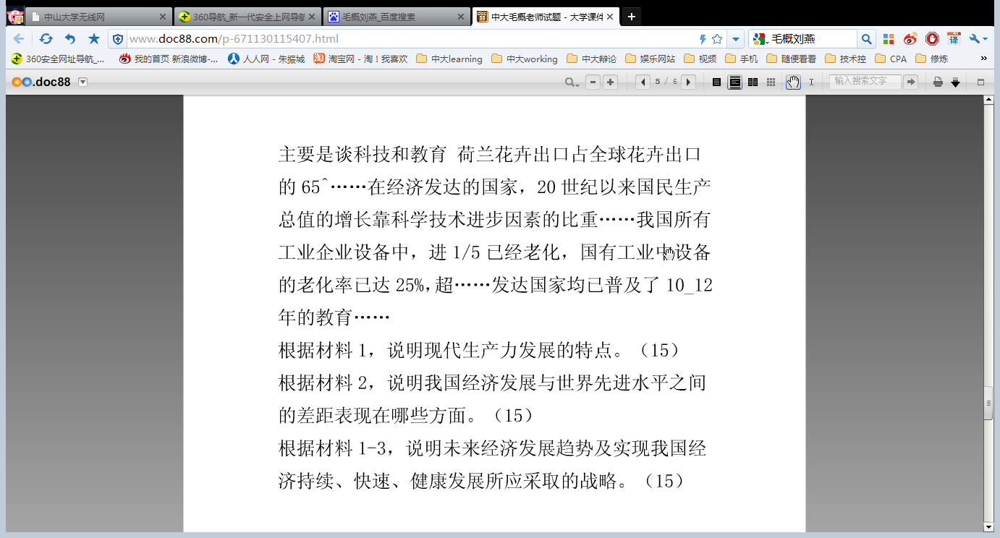 中山大学无线网
360导航_新一代安全上网导航
毛概刘燕_百度搜索
中大毛概老师试题 - 大学课件
www.doc88.com/p-671130115407.html
毛概刘燕
译
360安全网址导航_...
我的首页 新浪微博-...
人人网 - 朱振城
淘宝网 - 淘！我喜欢
中大learning
中大working
中大辩论
娱乐网站
视频
手机
随便看看
技术控
CPA
修炼
.doc88
5 / 6
输入搜索文字
主要是谈科技和教育 荷兰花卉出口占全球花卉出口
的 65^……在经济发达的国家，20 世纪以来国民生产
总值的增长靠科学技术进步因素的比重……我国所有
工业企业设备中，进 1/5 已经老化，国有工业中设备
的老化率已达 25%，超……发达国家均已普及了 10_12
年的教育……
根据材料 1，说明现代生产力发展的特点。（15）
根据材料 2，说明我国经济发展与世界先进水平之间
的差距表现在哪些方面。（15）
根据材料 1-3，说明未来经济发展趋势及实现我国经
济持续、快速、健康发展所应采取的战略。（15）